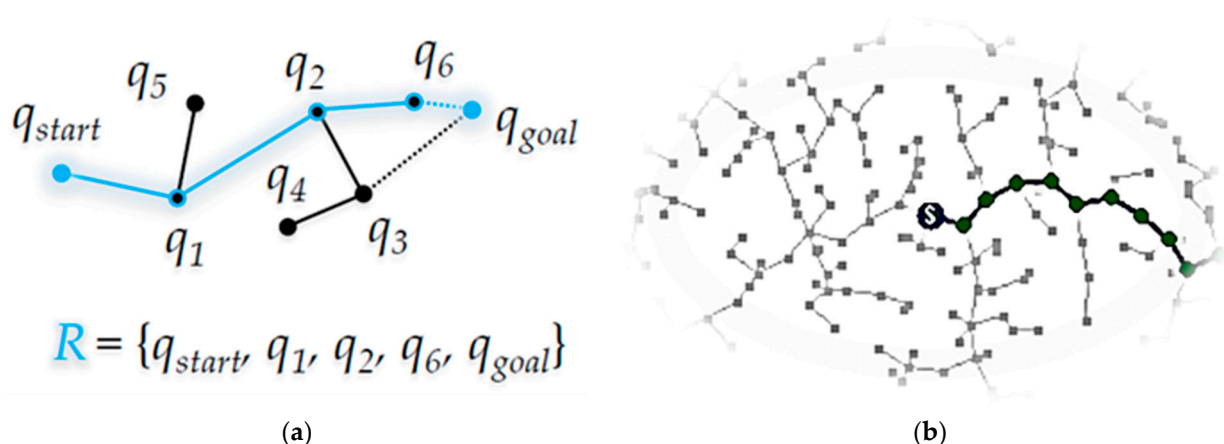 q5
q2
q6
qstart
qgoal
q4
q1
q3
S
R = {qstart, q1, q2, q6, qgoal}
(a)
(b)